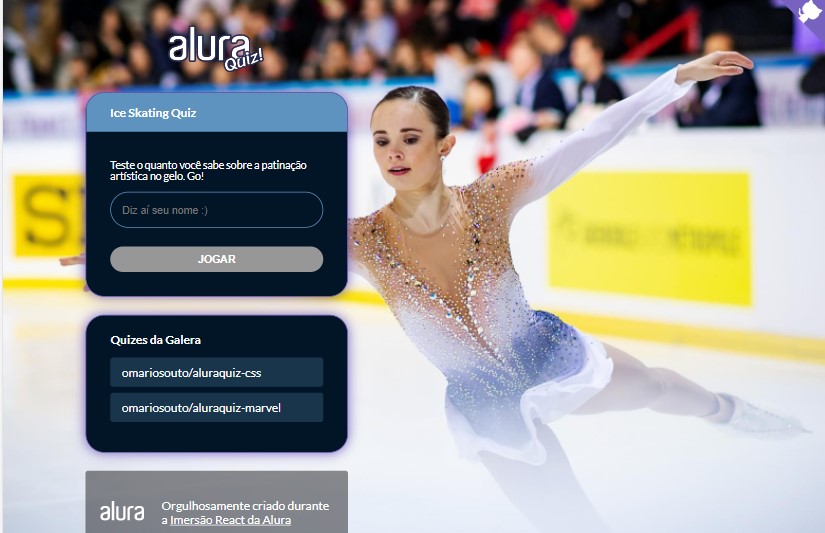 alura
Quiz!
Ice Skating Quiz
Teste o quanto você sabe sobre a patinação
artística no gelo. Go!
Diz aí seu nome :)
JOGAR
Quizes da Galera
omariosouto/aluraquiz-css
omariosouto/aluraquiz-marvel
alura
Orgulhosamente criado durante
a Imersão React da Alura